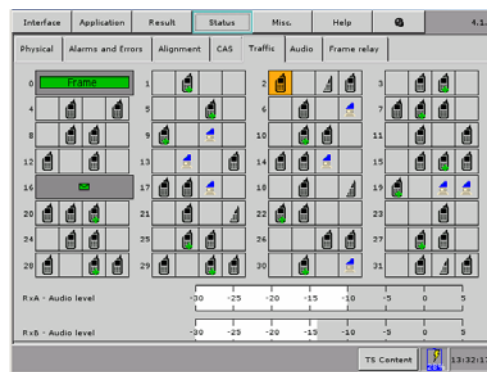 Interface Application Result Status Misc. Help 4.1.
Physical Alarms and Errors Alignment CAS Traffic Audio Frame relay
0 Frame 1 2 3
4 5 6 7
8 9 10 11
12 13 14 15
16 17 18 19
20 21 22 23
24 25 26 27
28 29 30 31
RxA - Audio level -30 -25 -20 -15 -10 -5 0 5
RxB - Audio level -30 -25 -20 -15 -10 -5 0 5
TS Content 13:32:17